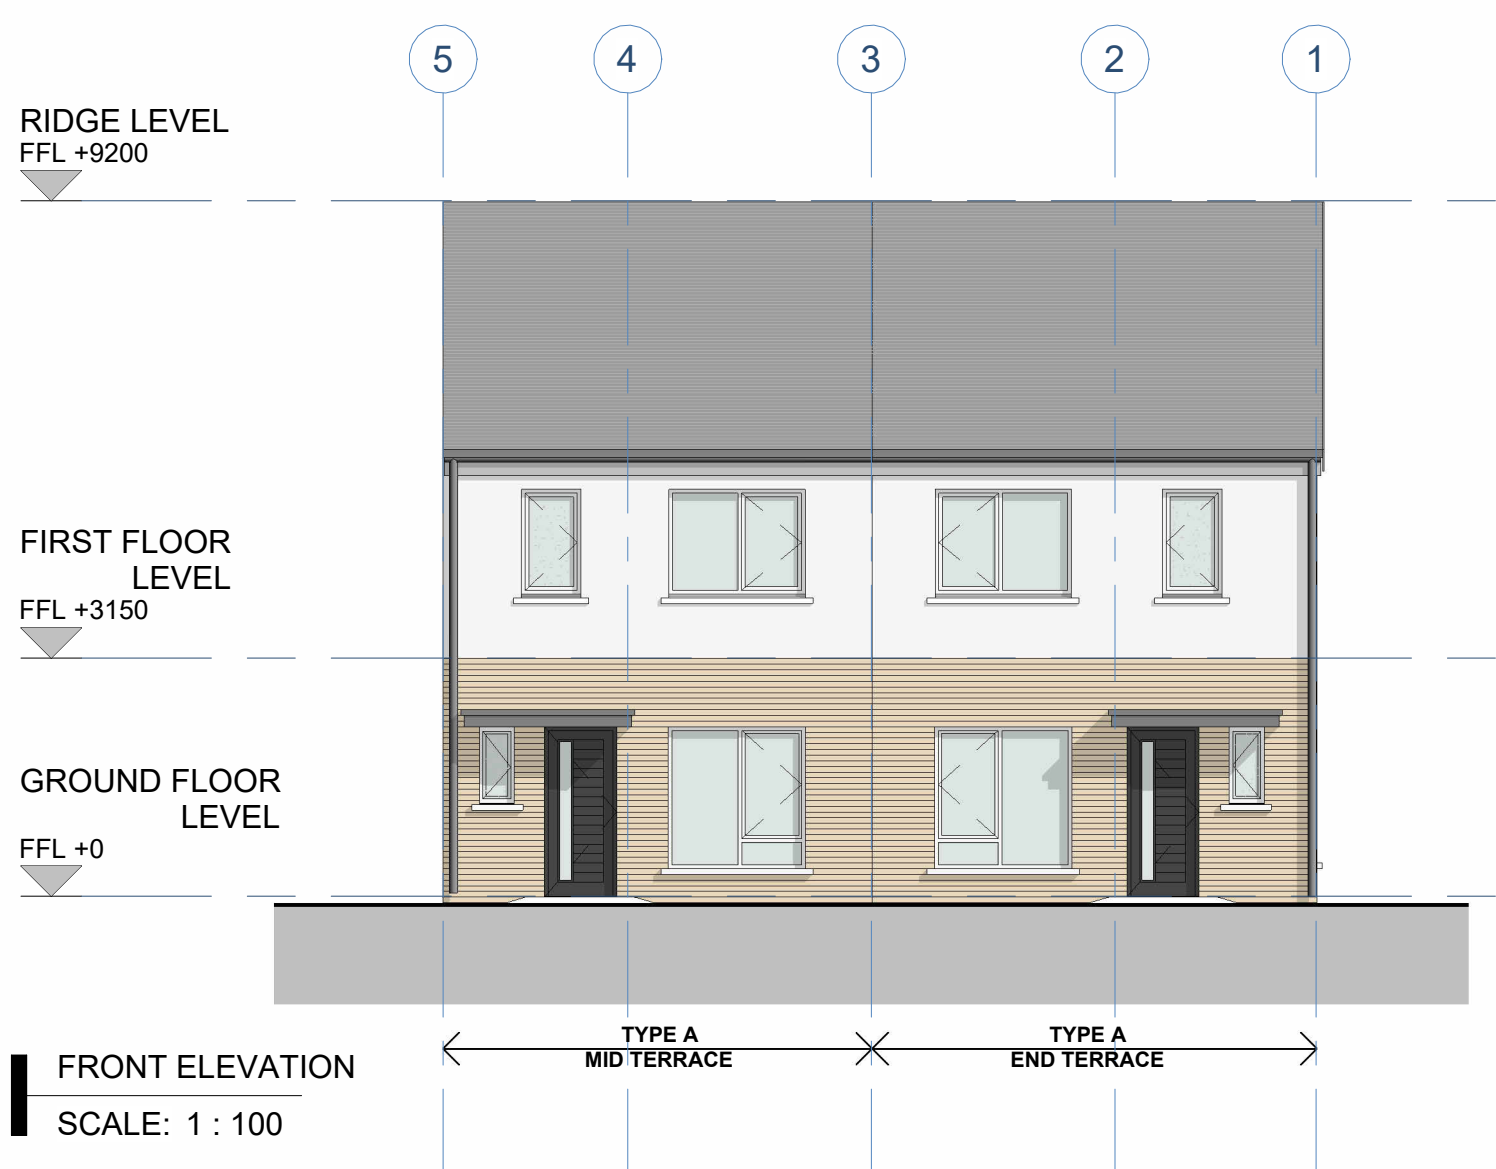 5 4 3 2 1
RIDGE LEVEL
FFL +9200
FIRST FLOOR
LEVEL
FFL +3150
GROUND FLOOR
LEVEL
FFL +0
TYPE A
MID TERRACE
TYPE A
END TERRACE
FRONT ELEVATION
SCALE: 1 : 100